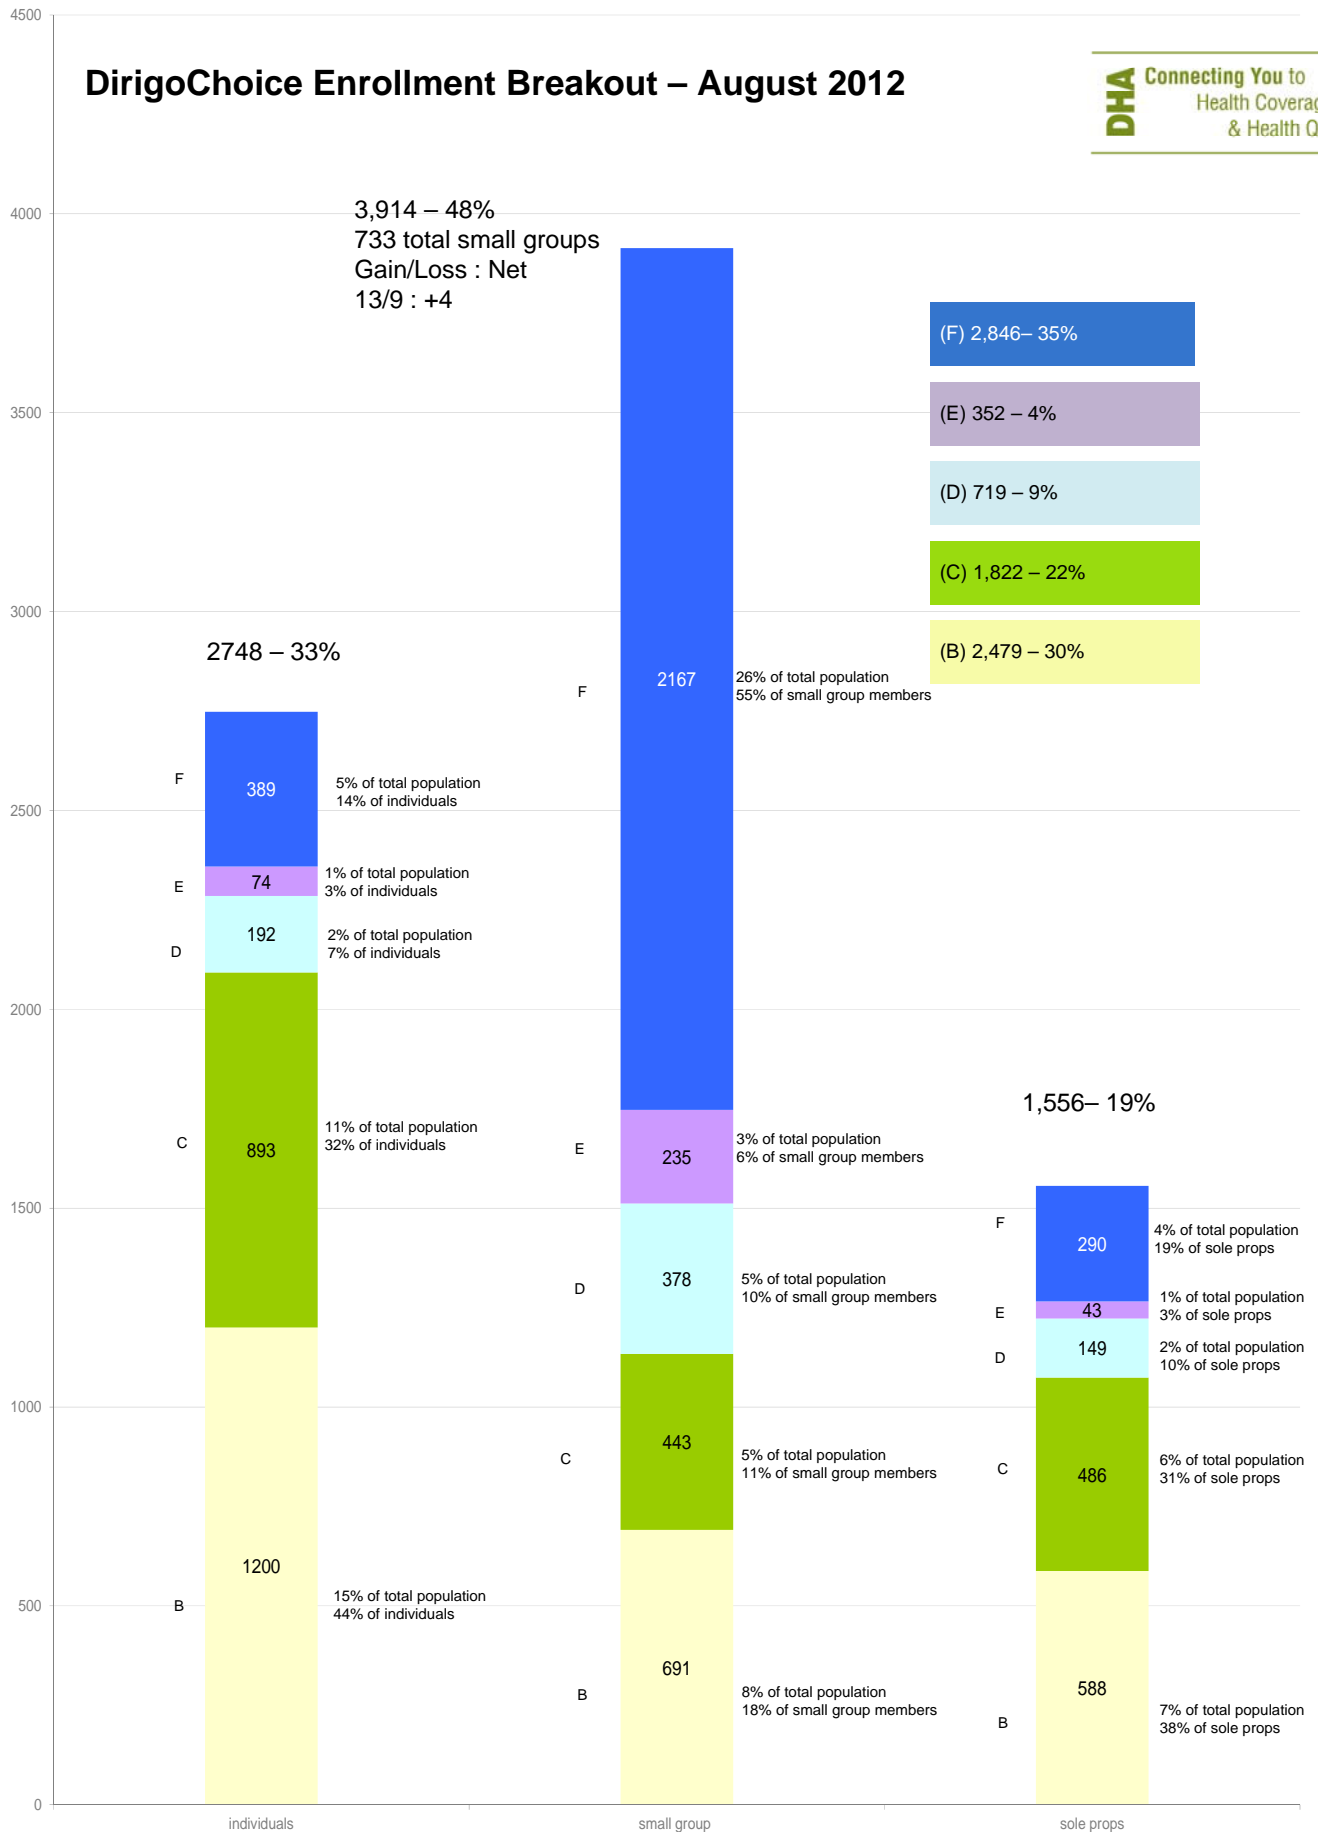 DirigoChoice Enrollment Breakout – August 2012
DHA
Connecting You to
Health Coverag
& Health Q
4500
4000
3500
3000
2500
2000
1500
1000
500
0
3,914 – 48%
733 total small groups
Gain/Loss : Net
13/9 : +4
(F) 2,846– 35%
(E) 352 – 4%
(D) 719 – 9%
(C) 1,822 – 22%
(B) 2,479 – 30%
2748 – 33%
F
389
5% of total population
14% of individuals
E
74
1% of total population
3% of individuals
D
192
2% of total population
7% of individuals
C
893
11% of total population
32% of individuals
B
1200
15% of total population
44% of individuals
F
2167
26% of total population
55% of small group members
E
235
3% of total population
6% of small group members
D
378
5% of total population
10% of small group members
C
443
5% of total population
11% of small group members
B
691
8% of total population
18% of small group members
1,556– 19%
F
290
4% of total population
19% of sole props
E
43
1% of total population
3% of sole props
D
149
2% of total population
10% of sole props
C
486
6% of total population
31% of sole props
B
588
7% of total population
38% of sole props
individuals
small group
sole props